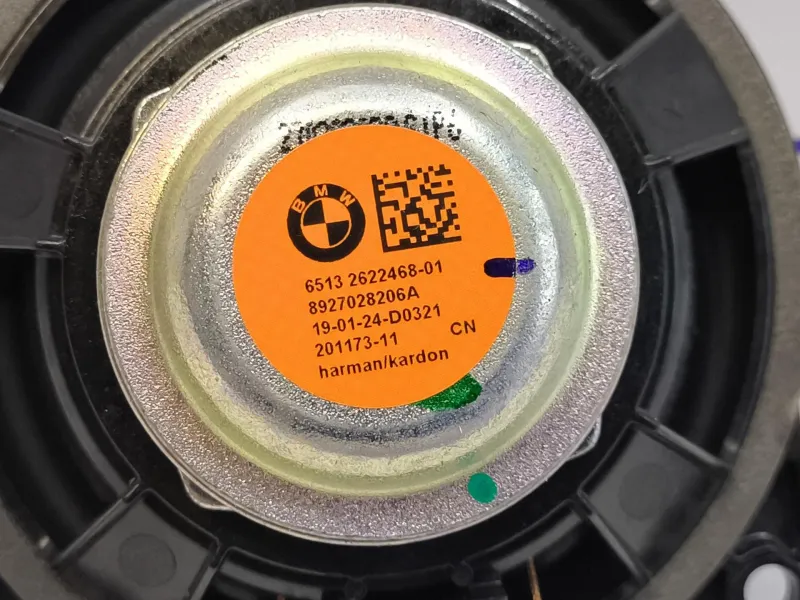 BMW
6513 2622468-01
8927028206A
19-01-24-D0321
201173-11 CN
harman/kardon